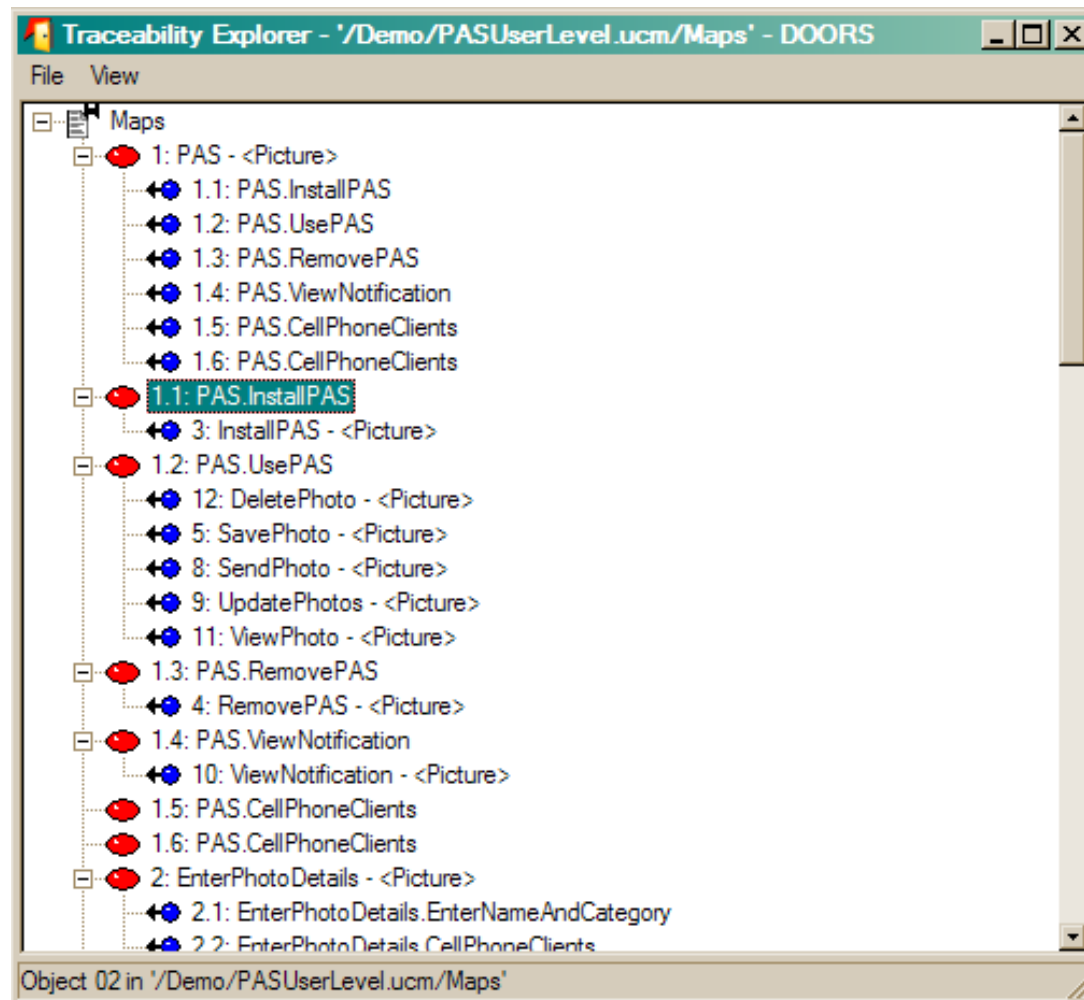 Traceability Explorer - '/Demo/PASUserLevel.ucm/Maps' - DOORS
File View
Maps
1: PAS - <Picture>
1.1: PAS.InstallPAS
1.2: PAS.UsePAS
1.3: PAS.RemovePAS
1.4: PAS.ViewNotification
1.5: PAS.CellPhoneClients
1.6: PAS.CellPhoneClients
1.1: PAS.InstallPAS
3: InstallPAS - <Picture>
1.2: PAS.UsePAS
12: DeletePhoto - <Picture>
5: SavePhoto - <Picture>
8: SendPhoto - <Picture>
9: UpdatePhotos - <Picture>
11: ViewPhoto - <Picture>
1.3: PAS.RemovePAS
4: RemovePAS - <Picture>
1.4: PAS.ViewNotification
10: ViewNotification - <Picture>
1.5: PAS.CellPhoneClients
1.6: PAS.CellPhoneClients
2: EnterPhotoDetails - <Picture>
2.1: EnterPhotoDetails.EnterNameAndCategory
2.2: EnterPhotoDetails.CellPhoneClients
Object 02 in '/Demo/PASUserLevel.ucm/Maps'